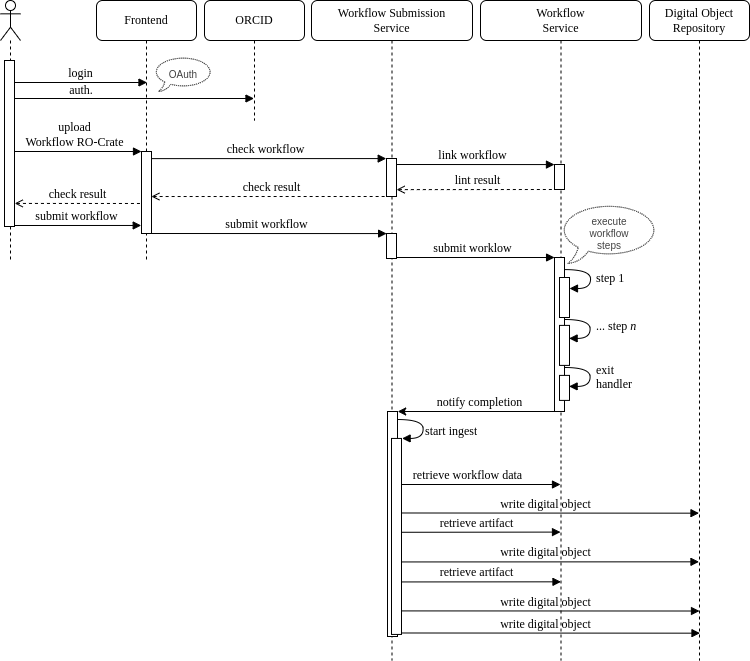 Frontend
ORCID
Workflow Submission
Service
Workflow
Service
Digital Object
Repository
login
OAuth
auth.
upload
Workflow RO-Crate
check workflow
link workflow
lint result
check result
check result
submit workflow
submit workflow
execute
workflow
steps
submit worklow
step 1
... step n
exit
handler
notify completion
start ingest
retrieve workflow data
write digital object
retrieve artifact
write digital object
retrieve artifact
write digital object
write digital object